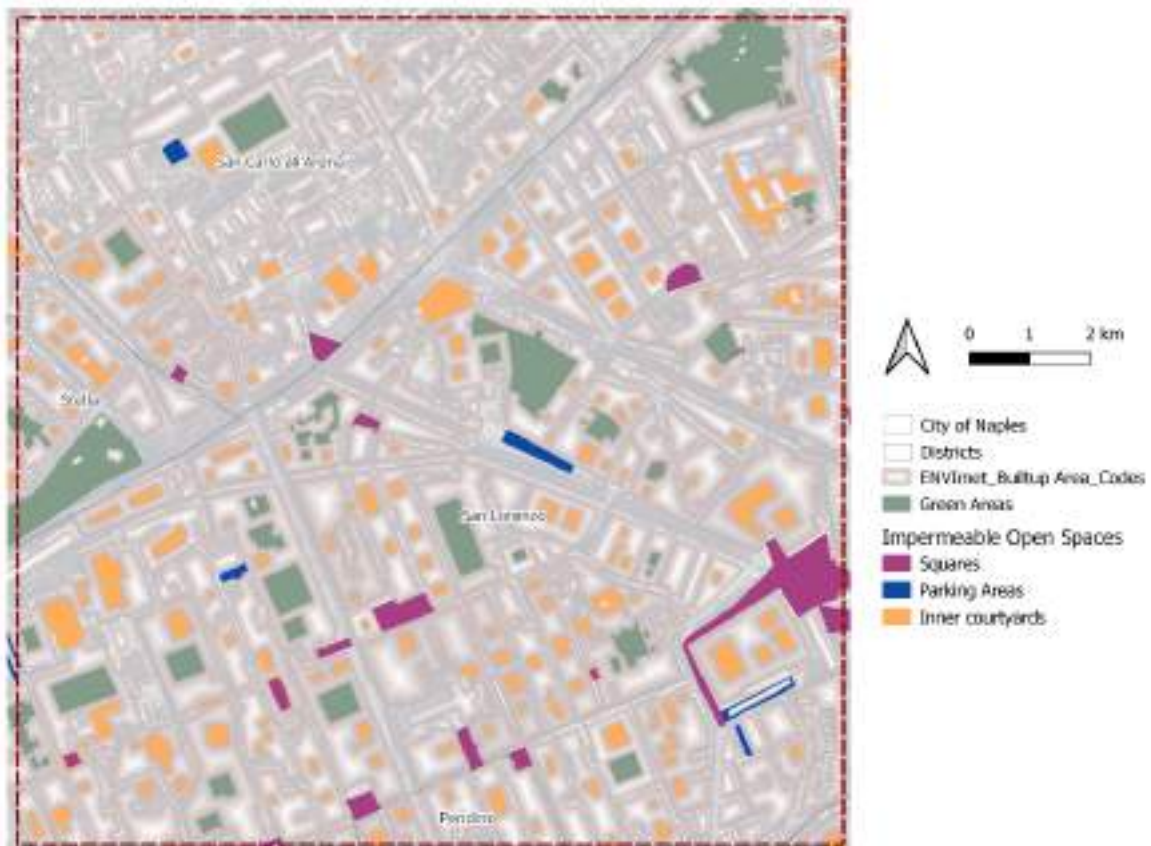 San Carlo all'Arena
0 1 2 km
Stella
City of Naples
Districts
ENVImet_Builtup Area_Codes
Green Areas
San Lorenzo
Impermeable Open Spaces
Squares
Parking Areas
Inner courtyards
Pendino